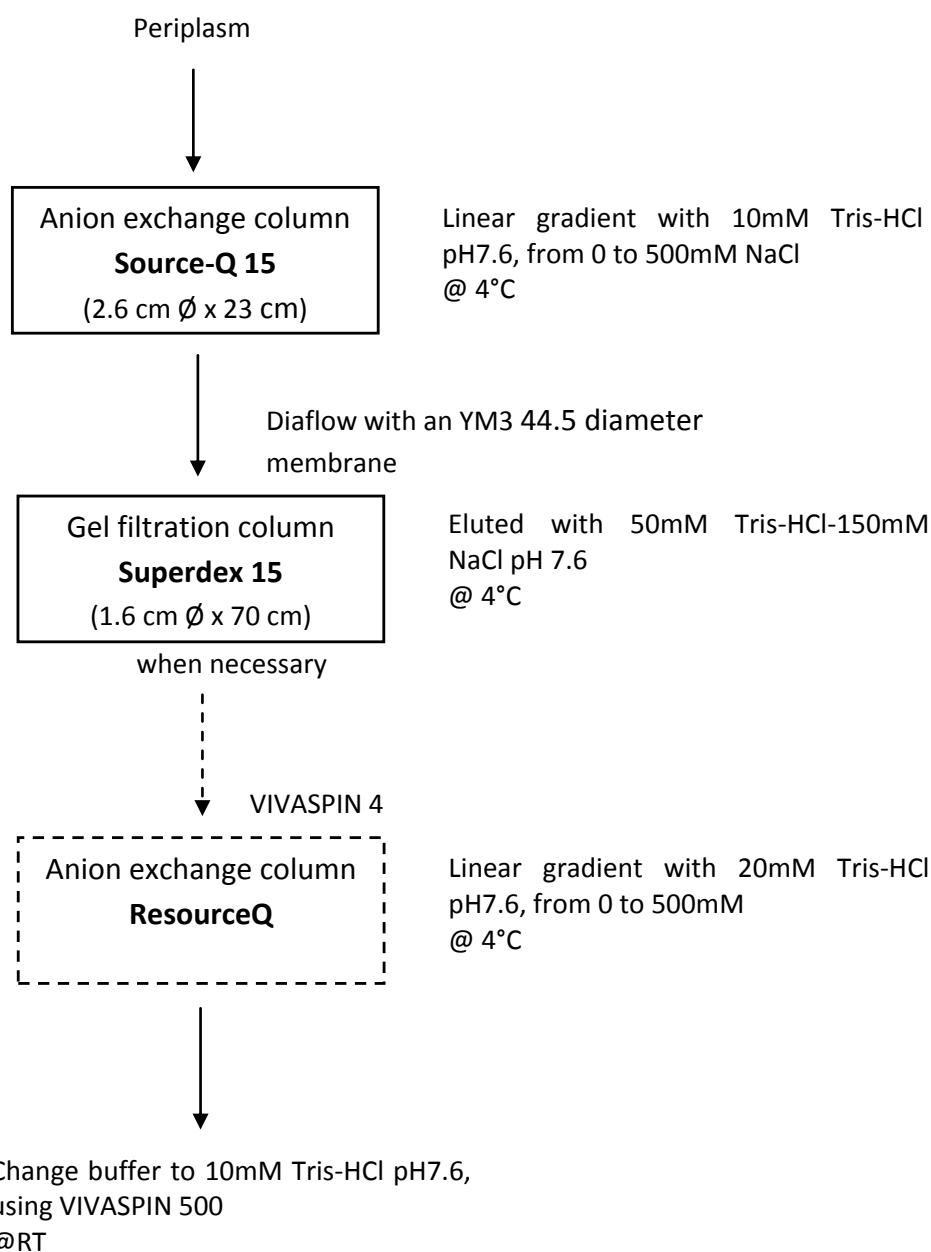 Periplasm
Anion exchange column
Source-Q 15
(2.6 cm Ø x 23 cm)
Linear gradient with 10mM Tris-HCl
pH7.6, from 0 to 500mM NaCl
@ 4°C
Diaflow with an YM3 44.5 diameter
membrane
Gel filtration column
Superdex 15
(1.6 cm Ø x 70 cm)
Eluted with 50mM Tris-HCl-150mM
NaCl pH 7.6
@ 4°C
when necessary
VIVASPIN 4
Anion exchange column
ResourceQ
Linear gradient with 20mM Tris-HCl
pH7.6, from 0 to 500mM
@ 4°C
Change buffer to 10mM Tris-HCl pH7.6,
using VIVASPIN 500
@RT